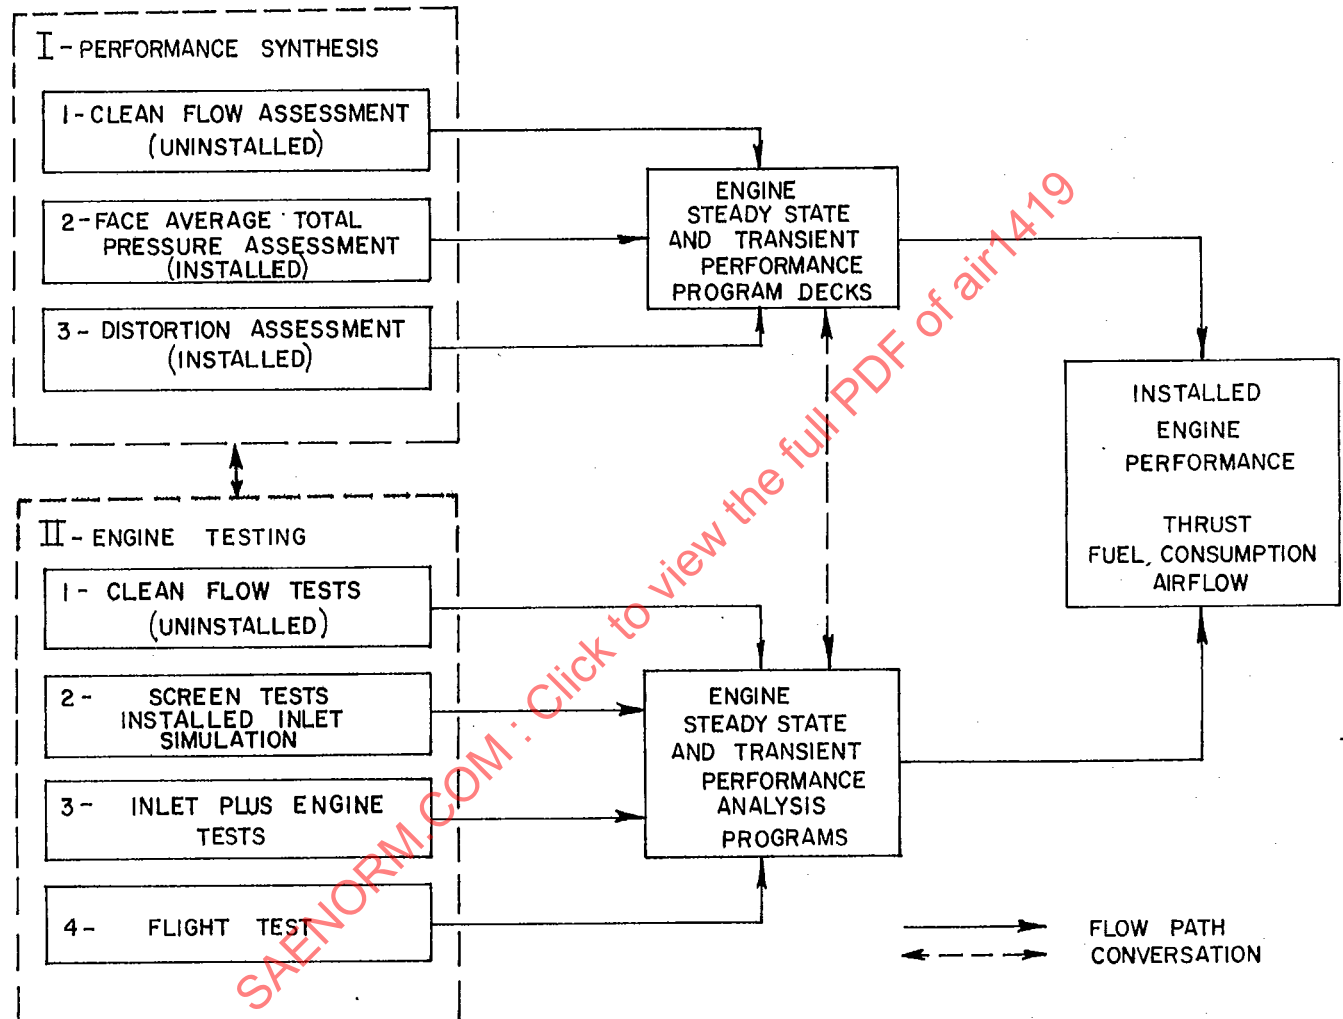 I - PERFORMANCE SYNTHESIS
1 - CLEAN FLOW ASSESSMENT
(UNINSTALLED)
2 - FACE AVERAGE TOTAL
PRESSURE ASSESSMENT
(INSTALLED)
3 - DISTORTION ASSESSMENT
(INSTALLED)
ENGINE
STEADY STATE
AND TRANSIENT
PERFORMANCE
PROGRAM DECKS
INSTALLED
ENGINE
PERFORMANCE
THRUST
FUEL, CONSUMPTION
AIRFLOW
II - ENGINE TESTING
1 - CLEAN FLOW TESTS
(UNINSTALLED)
2 - SCREEN TESTS
INSTALLED INLET
SIMULATION
3 - INLET PLUS ENGINE
TESTS
4 - FLIGHT TEST
ENGINE
STEADY STATE
AND TRANSIENT
PERFORMANCE
ANALYSIS
PROGRAMS
FLOW PATH
CONVERSATION
SAENORM.COM : Click to view the full PDF of air1419